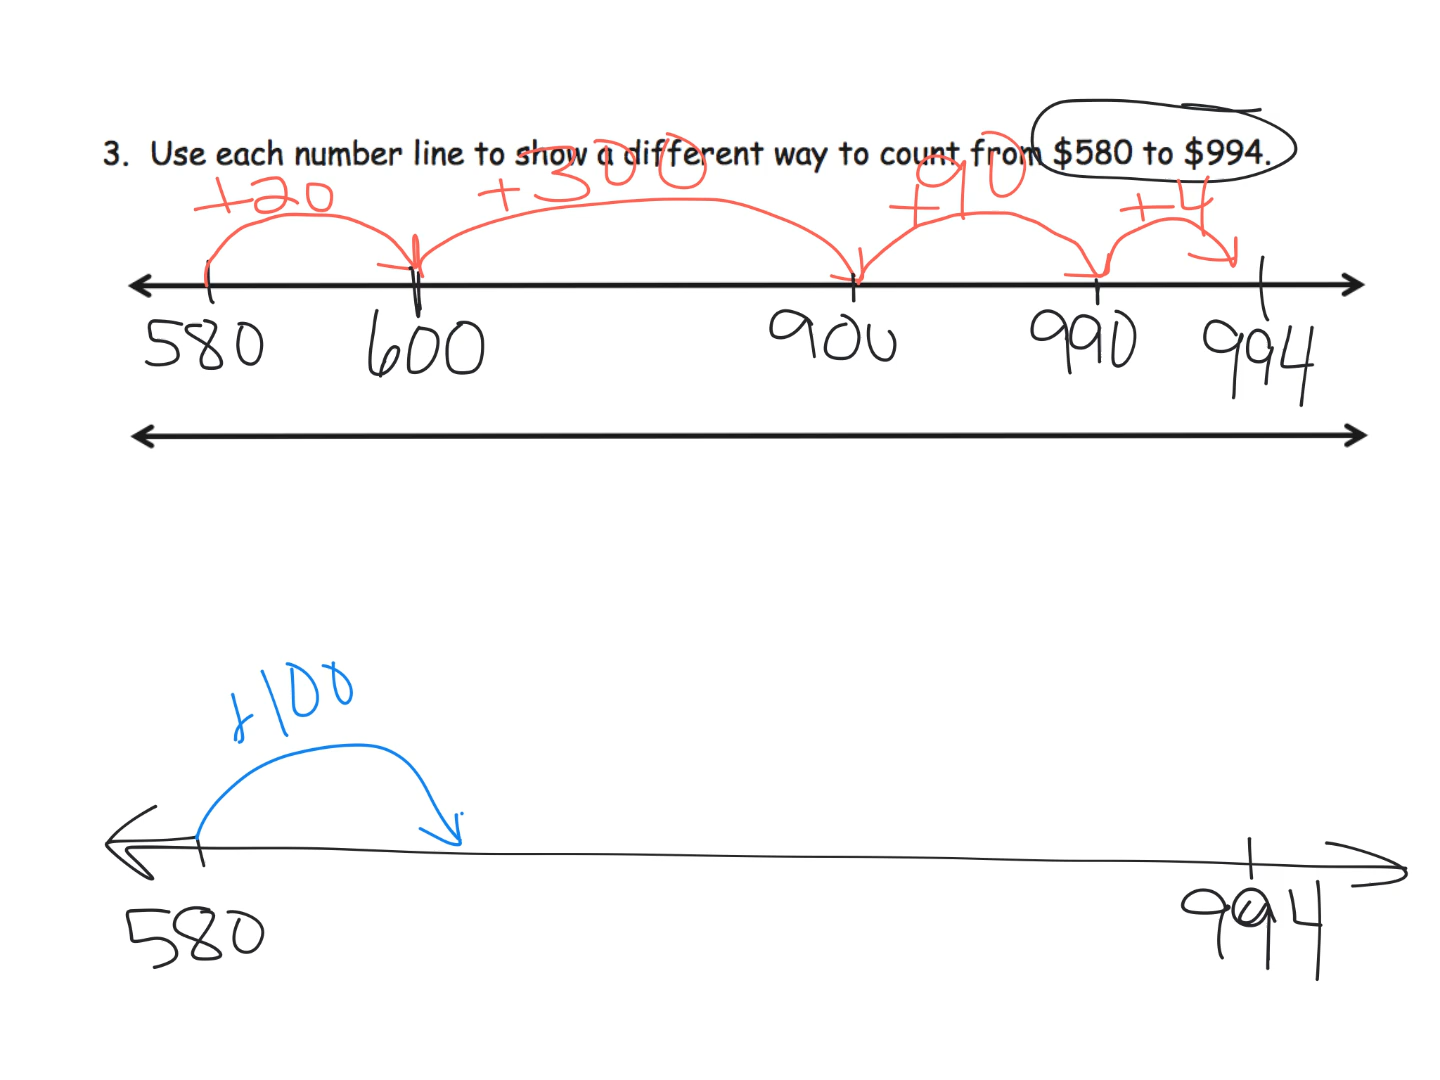 3. Use each number line to show a different way to count from $580 to $994.
+20 +300 +90 +4
580 600 900 990 994
+100
580 994